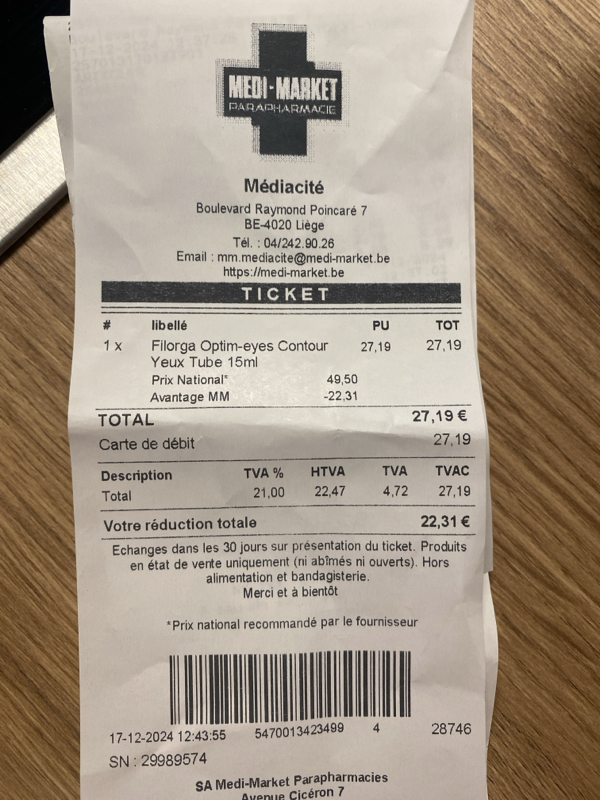 MEDI-MARKET
PARAPHARMACIE
Médiacité
Boulevard Raymond Poincaré 7
BE-4020 Liège
Tél. : 04/242.90.26
Email : mm.mediacite@medi-market.be
https://medi-market.be
TICKET
# libellé PU TOT
1 x Filorga Optim-eyes Contour 27,19 27,19
Yeux Tube 15ml
Prix National* 49,50
Avantage MM -22,31
TOTAL 27,19 €
Carte de débit 27,19
Description TVA % HTVA TVA TVAC
Total 21,00 22,47 4,72 27,19
Votre réduction totale 22,31 €
Echanges dans les 30 jours sur présentation du ticket. Produits
en état de vente uniquement (ni abîmés ni ouverts). Hors
alimentation et bandagisterie.
Merci et à bientôt
*Prix national recommandé par le fournisseur
17-12-2024 12:43:55 5470013423499 4 28746
SN : 29989574
SA Medi-Market Parapharmacies
Avenue Cicéron 7